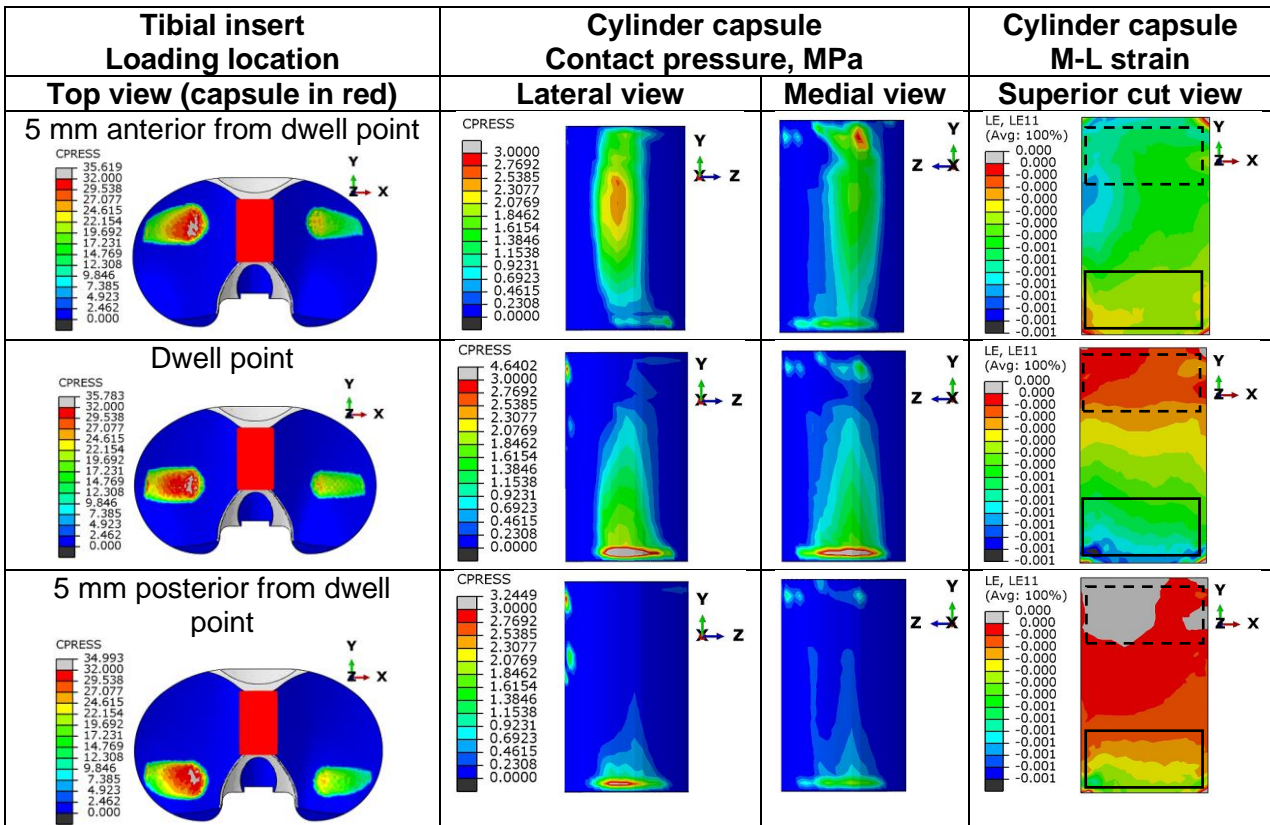 Tibial insert
Loading location
Cylinder capsule
Contact pressure, MPa
Cylinder capsule
M-L strain
Top view (capsule in red)
Lateral view
Medial view
Superior cut view
5 mm anterior from dwell point
CPRESS
35.619
32.000
29.538
27.077
24.615
22.154
19.692
17.231
14.769
12.308
9.846
7.385
4.923
2.462
0.000
Y
Z X
CPRESS
3.0000
2.7692
2.5385
2.3077
2.0769
1.8462
1.6154
1.3846
1.1538
0.9231
0.6923
0.4615
0.2308
0.0000
Y
X Z
Y
Z X
LE, LE11
(Avg: 100%)
0.000
0.000
-0.000
-0.000
-0.000
-0.000
-0.000
-0.001
-0.001
-0.001
-0.001
-0.001
-0.001
-0.001
-0.001
Y
Z X
Dwell point
CPRESS
35.783
32.000
29.538
27.077
24.615
22.154
19.692
17.231
14.769
12.308
9.846
7.385
4.923
2.462
0.000
Y
Z X
CPRESS
4.6402
3.0000
2.7692
2.5385
2.3077
2.0769
1.8462
1.6154
1.3846
1.1538
0.9231
0.6923
0.4615
0.2308
0.0000
Y
X Z
Y
Z X
LE, LE11
(Avg: 100%)
0.000
0.000
-0.000
-0.000
-0.000
-0.000
-0.000
-0.000
-0.001
-0.001
-0.001
-0.001
-0.001
-0.001
-0.001
Y
Z X
5 mm posterior from dwell
point
CPRESS
34.993
32.000
29.538
27.077
24.615
22.154
19.692
17.231
14.769
12.308
9.846
7.385
4.923
2.462
0.000
Y
Z X
CPRESS
3.2449
3.0000
2.7692
2.5385
2.3077
2.0769
1.8462
1.6154
1.3846
1.1538
0.9231
0.6923
0.4615
0.2308
0.0000
Y
X Z
Y
Z X
LE, LE11
(Avg: 100%)
0.000
0.000
-0.000
-0.000
-0.000
-0.000
-0.000
-0.000
-0.001
-0.001
-0.001
-0.001
-0.001
-0.001
Y
Z X